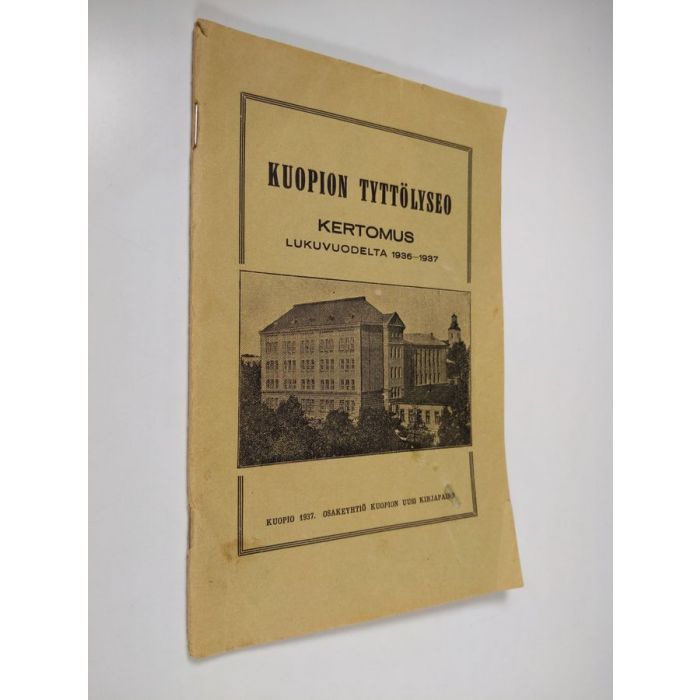 KUOPION TYTTÖLYSEO
KERTOMUS
LUKUVUODELTA 1936—1937
KUOPIO 1937. OSAKEYHTIÖ KUOPION UUSI KIRJAPAINO